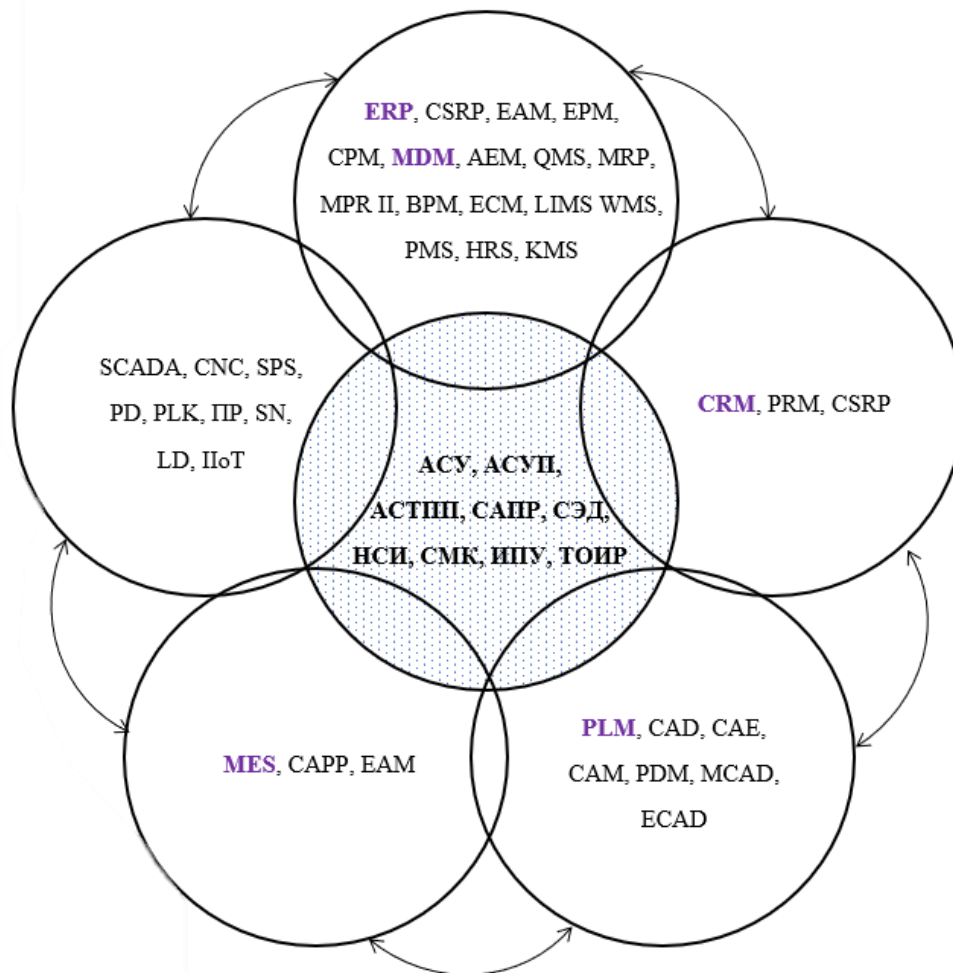 ERP, CSRP, EAM, EPM,
CPM, MDM, AEM, QMS, MRP,
MPR II, BPM, ECM, LIMS WMS,
PMS, HRS, KMS
SCADA, CNC, SPS,
PD, PLK, ПР, SN,
LD, IIoT
CRM, PRM, CSRP
АСУ, АСУП,
АСТПП, САПР, СЭД,
НСИ, СМК, ИПУ, ТОИР
MES, CAPP, EAM
PLM, CAD, CAE,
CAM, PDM, MCAD,
ECAD